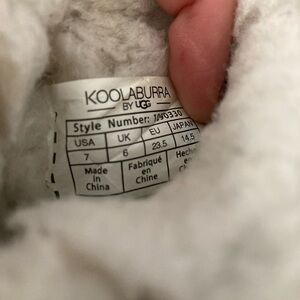 KOOLABURRA
BY UGG
Style Number:
USA UK EU JAPAN
7 6 23.5 14.5
Made Fabriqué
in en en
China Chine